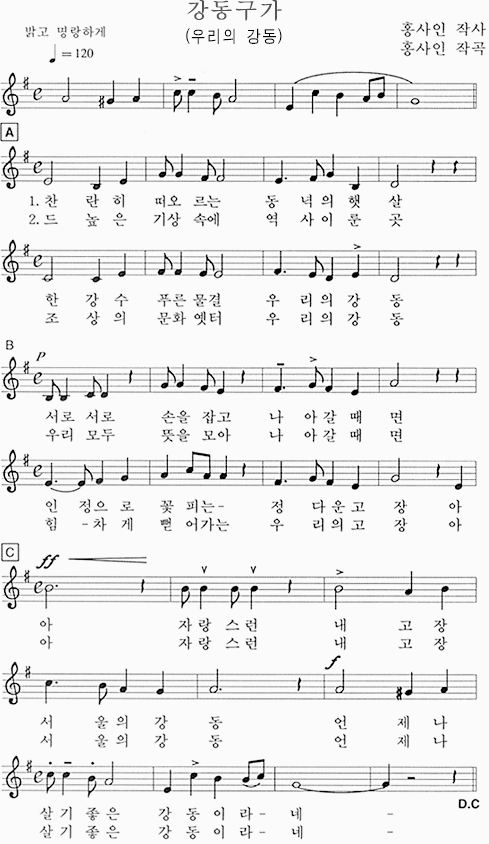 강동구가
(우리의 강동)
밝고 명랑하게
♩=120
홍사인 작사
홍사인 작곡
A
1. 찬 란 히 떠오 르는 동 녘의 햇 살
2. 드 높 은 기상 속에 역 사이 룬 곳
한 강 수 푸른 물결 우 리의 강 동
조 상 의 문화 옛터 우 리의 강 동
B
p
서로 서로 손을 잡고 나 아갈 때 면
우리 모두 뜻을 모아 나 아갈 때 면
인 정으로 꽃 피는- 정 다운고 장 아
힘 -차 게 뻗 어가는 우 리의고 장 아
C
ff
아 자랑 스런 내 고장
아 자랑 스런 내 고장
f
서 울의 강 동 언 제나
서 울의 강 동 언 제나
D.C
살기 좋은 강 동이 라- 네 -
살기 좋은 강 동이 라- 네 -